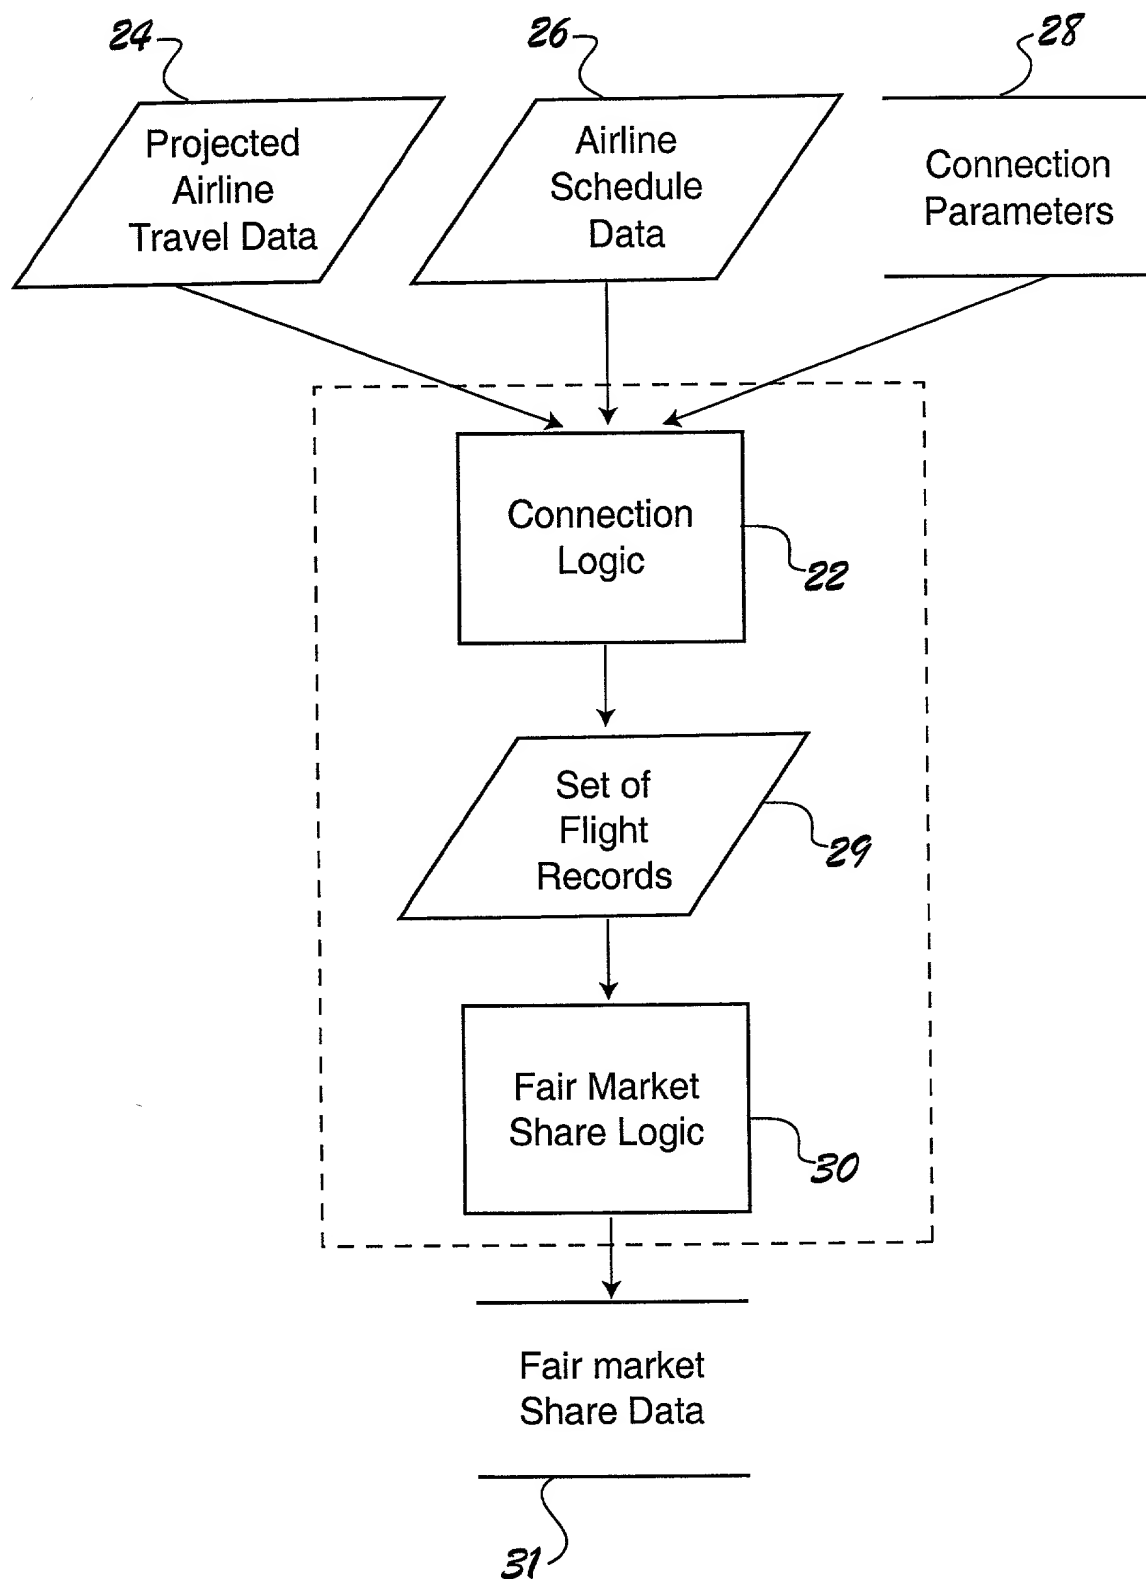 24
26
28
Projected
Airline
Travel Data
Airline
Schedule
Data
Connection
Parameters
Connection
Logic
22
Set of
Flight
Records
29
Fair Market
Share Logic
30
Fair market
Share Data
31